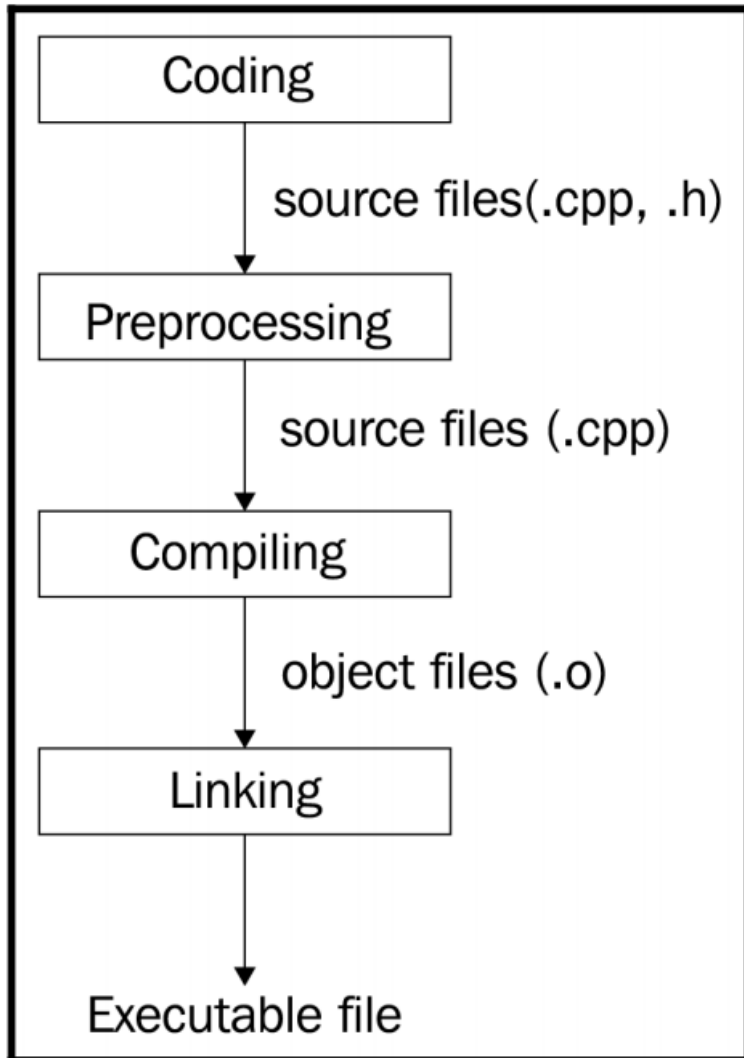 Coding
source files(.cpp, .h)
Preprocessing
source files (.cpp)
Compiling
object files (.o)
Linking
Executable file